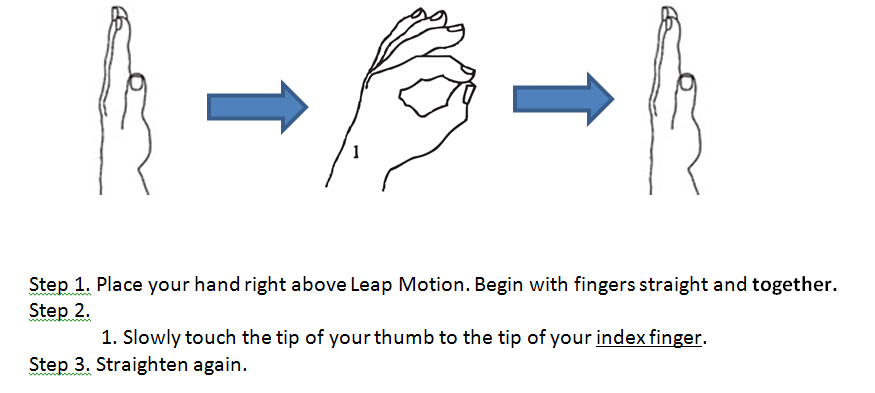 1
Step 1. Place your hand right above Leap Motion. Begin with fingers straight and together.
Step 2.
1. Slowly touch the tip of your thumb to the tip of your index finger.
Step 3. Straighten again.